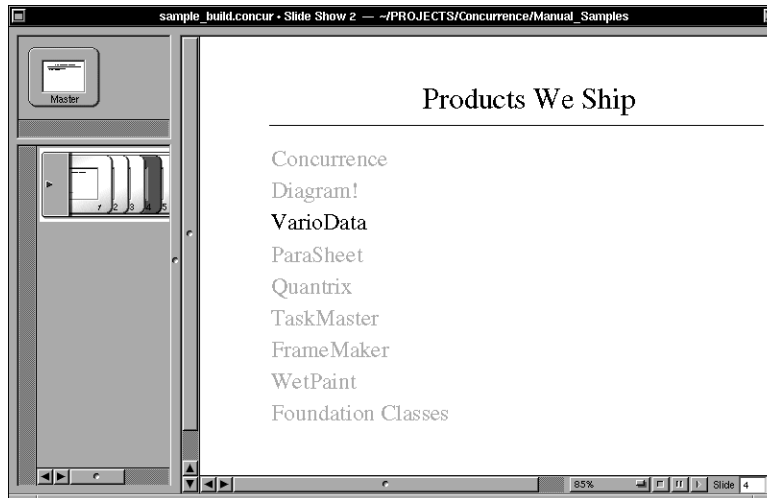 sample_build.concur • Slide Show 2 — ~/PROJECTS/Concurrence/Manual_Samples
Master
1 2 3 4 5
Products We Ship
Concurrence
Diagram!
VarioData
ParaSheet
Quantrix
TaskMaster
FrameMaker
WetPaint
Foundation Classes
85% Slide 4